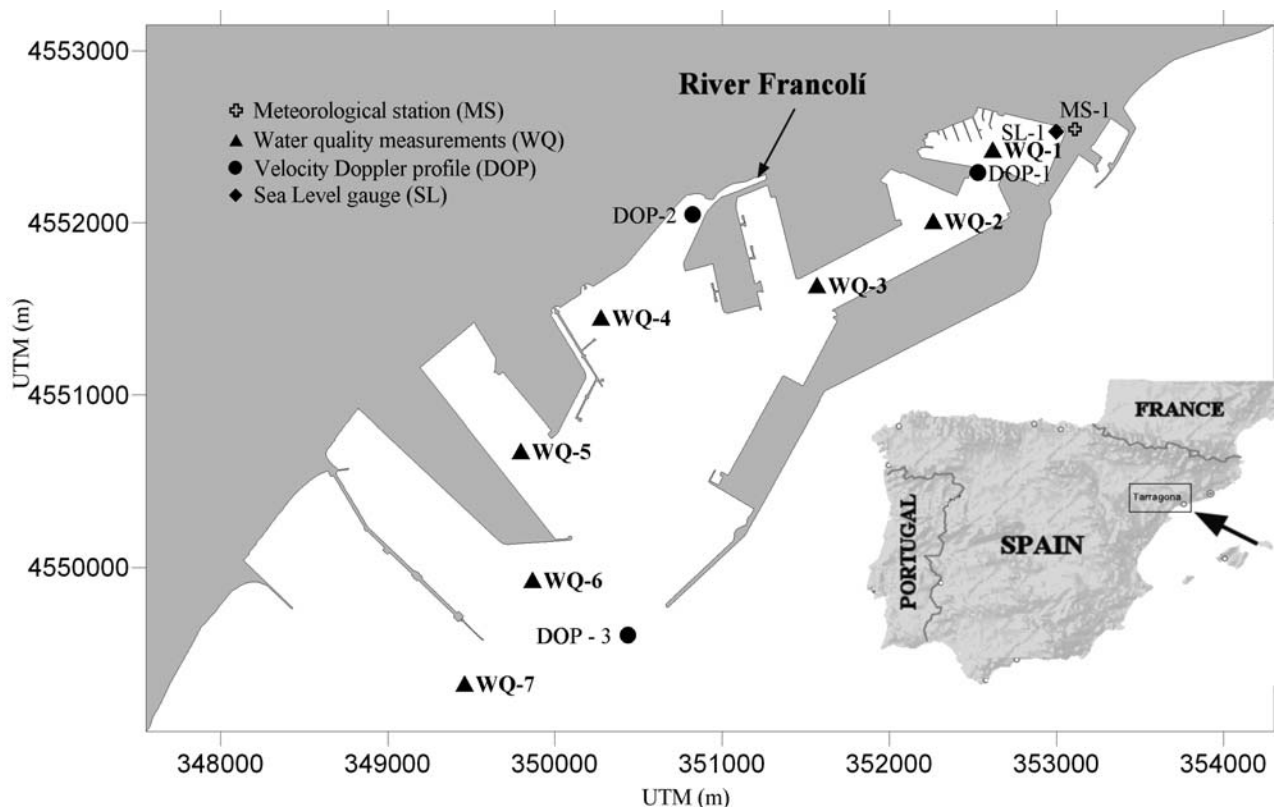 4553000
4552000
4551000
4550000
UTM (m)
Meteorological station (MS)
Water quality measurements (WQ)
Velocity Doppler profile (DOP)
Sea Level gauge (SL)
River Francolí
MS-1
SL-1
WQ-1
DOP-1
DOP-2
WQ-2
WQ-3
WQ-4
WQ-5
WQ-6
DOP - 3
WQ-7
FRANCE
Tarragona
PORTUGAL
SPAIN
348000
349000
350000
351000
352000
353000
354000
UTM (m)